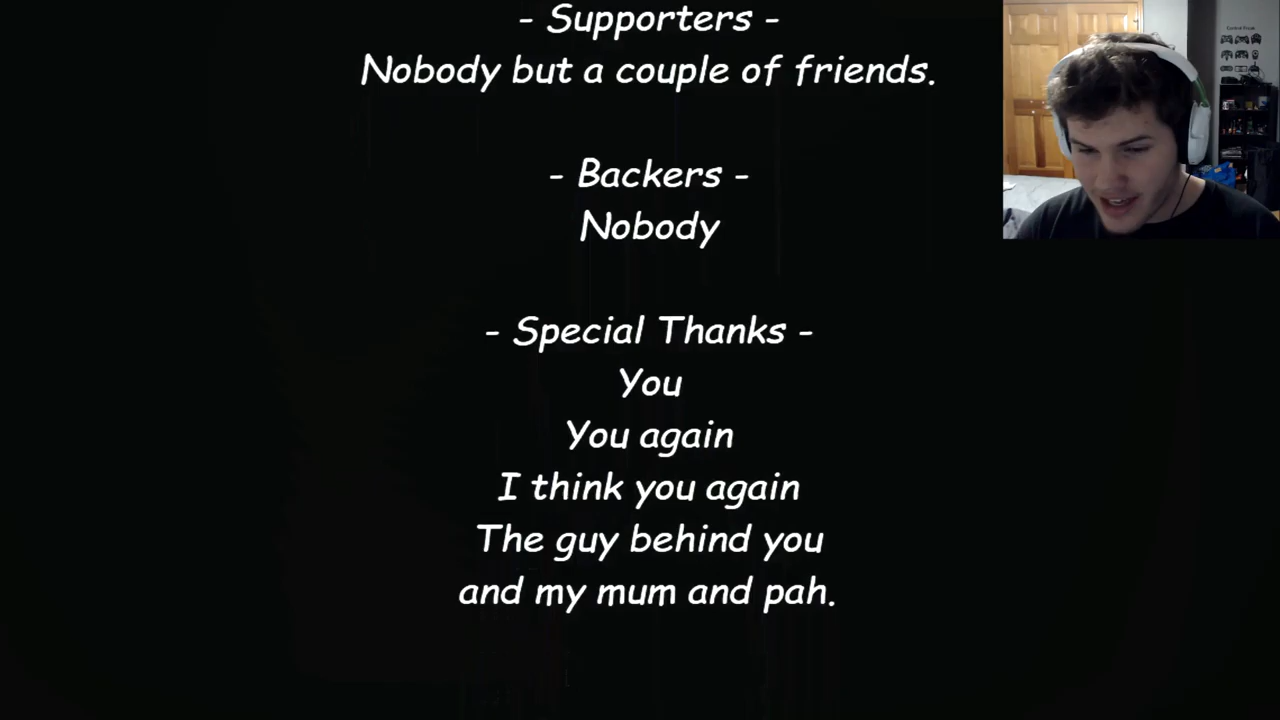 - Supporters -
Nobody but a couple of friends.
- Backers -
Nobody
- Special Thanks -
You
You again
I think you again
The guy behind you
and my mum and pah.